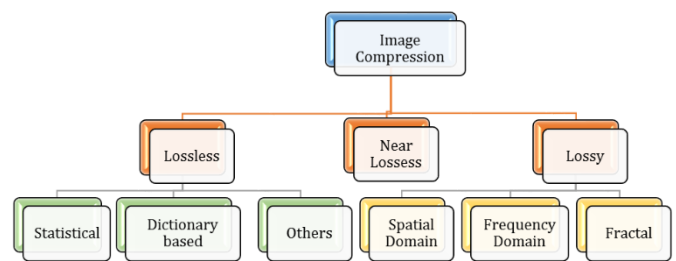 Image
Compression
Lossless
Near
Lossess
Lossy
Statistical
Dictionary
based
Others
Spatial
Domain
Frequency
Domain
Fractal